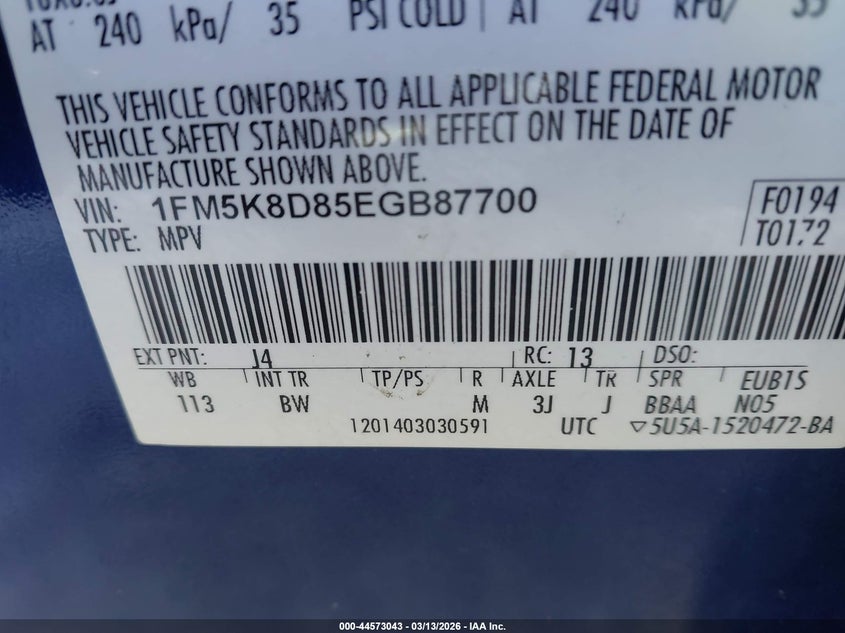 AT 240 kPa/ 35 PSI COLD AT 240 kPa/ 35
THIS VEHICLE CONFORMS TO ALL APPLICABLE FEDERAL MOTOR
VEHICLE SAFETY STANDARDS IN EFFECT ON THE DATE OF
MANUFACTURE SHOWN ABOVE.
VIN: 1FM5K8D85EGB87700 F0194
TYPE: MPV T0172
EXT PNT: J4 RC: 13 DSO:
WB INT TR TP/PS R AXLE TR SPR EUB1S
113 BW M 3J J BBAA N05
1201403030591 UTC ▽5U5A-1520472-BA
000-44573043 - 03/13/2026 - IAA Inc.